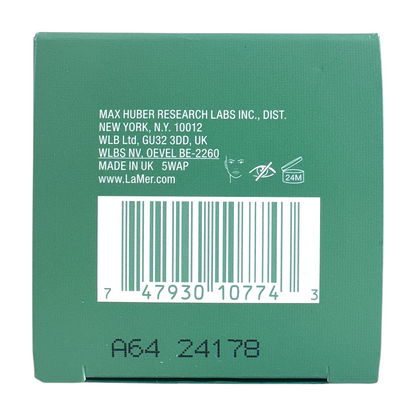 MAX HUBER RESEARCH LABS INC., DIST.
NEW YORK, N.Y. 10012
WLB Ltd, GU32 3DD, UK
WLBS NV, OEVEL BE-2260
MADE IN UK 5WAP
www.LaMer.com
24M
7 47930 10774 3
A64 24178